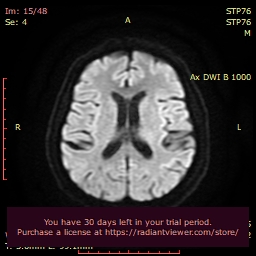 Im: 15/48
Se: 4
A
STP76
STP76
M
Ax DWI B 1000
R
L
You have 30 days left in your trial period.
Purchase a license at https://radiantviewer.com/store/